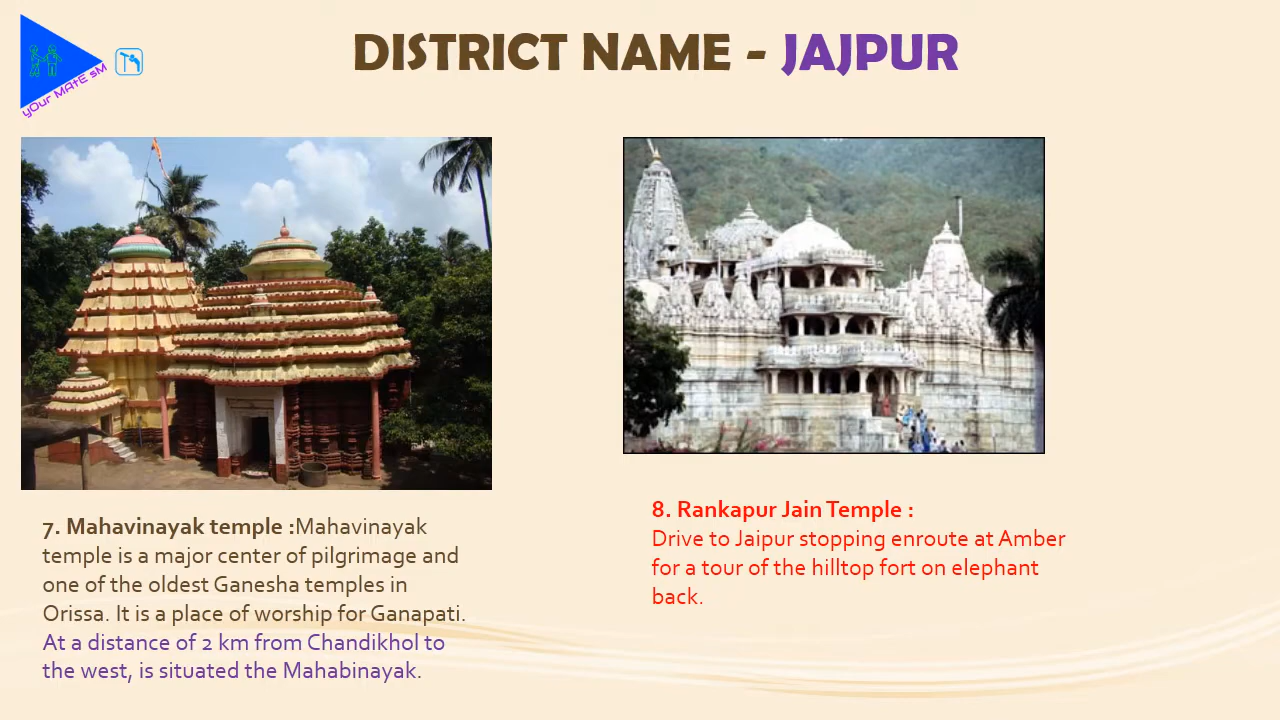 DISTRICT NAME - JAJPUR
yOur MAtE sM
7. Mahavinayak temple :Mahavinayak
temple is a major center of pilgrimage and
one of the oldest Ganesha temples in
Orissa. It is a place of worship for Ganapati.
At a distance of 2 km from Chandikhol to
the west, is situated the Mahabinayak.
8. Rankapur Jain Temple :
Drive to Jaipur stopping enroute at Amber
for a tour of the hilltop fort on elephant
back.